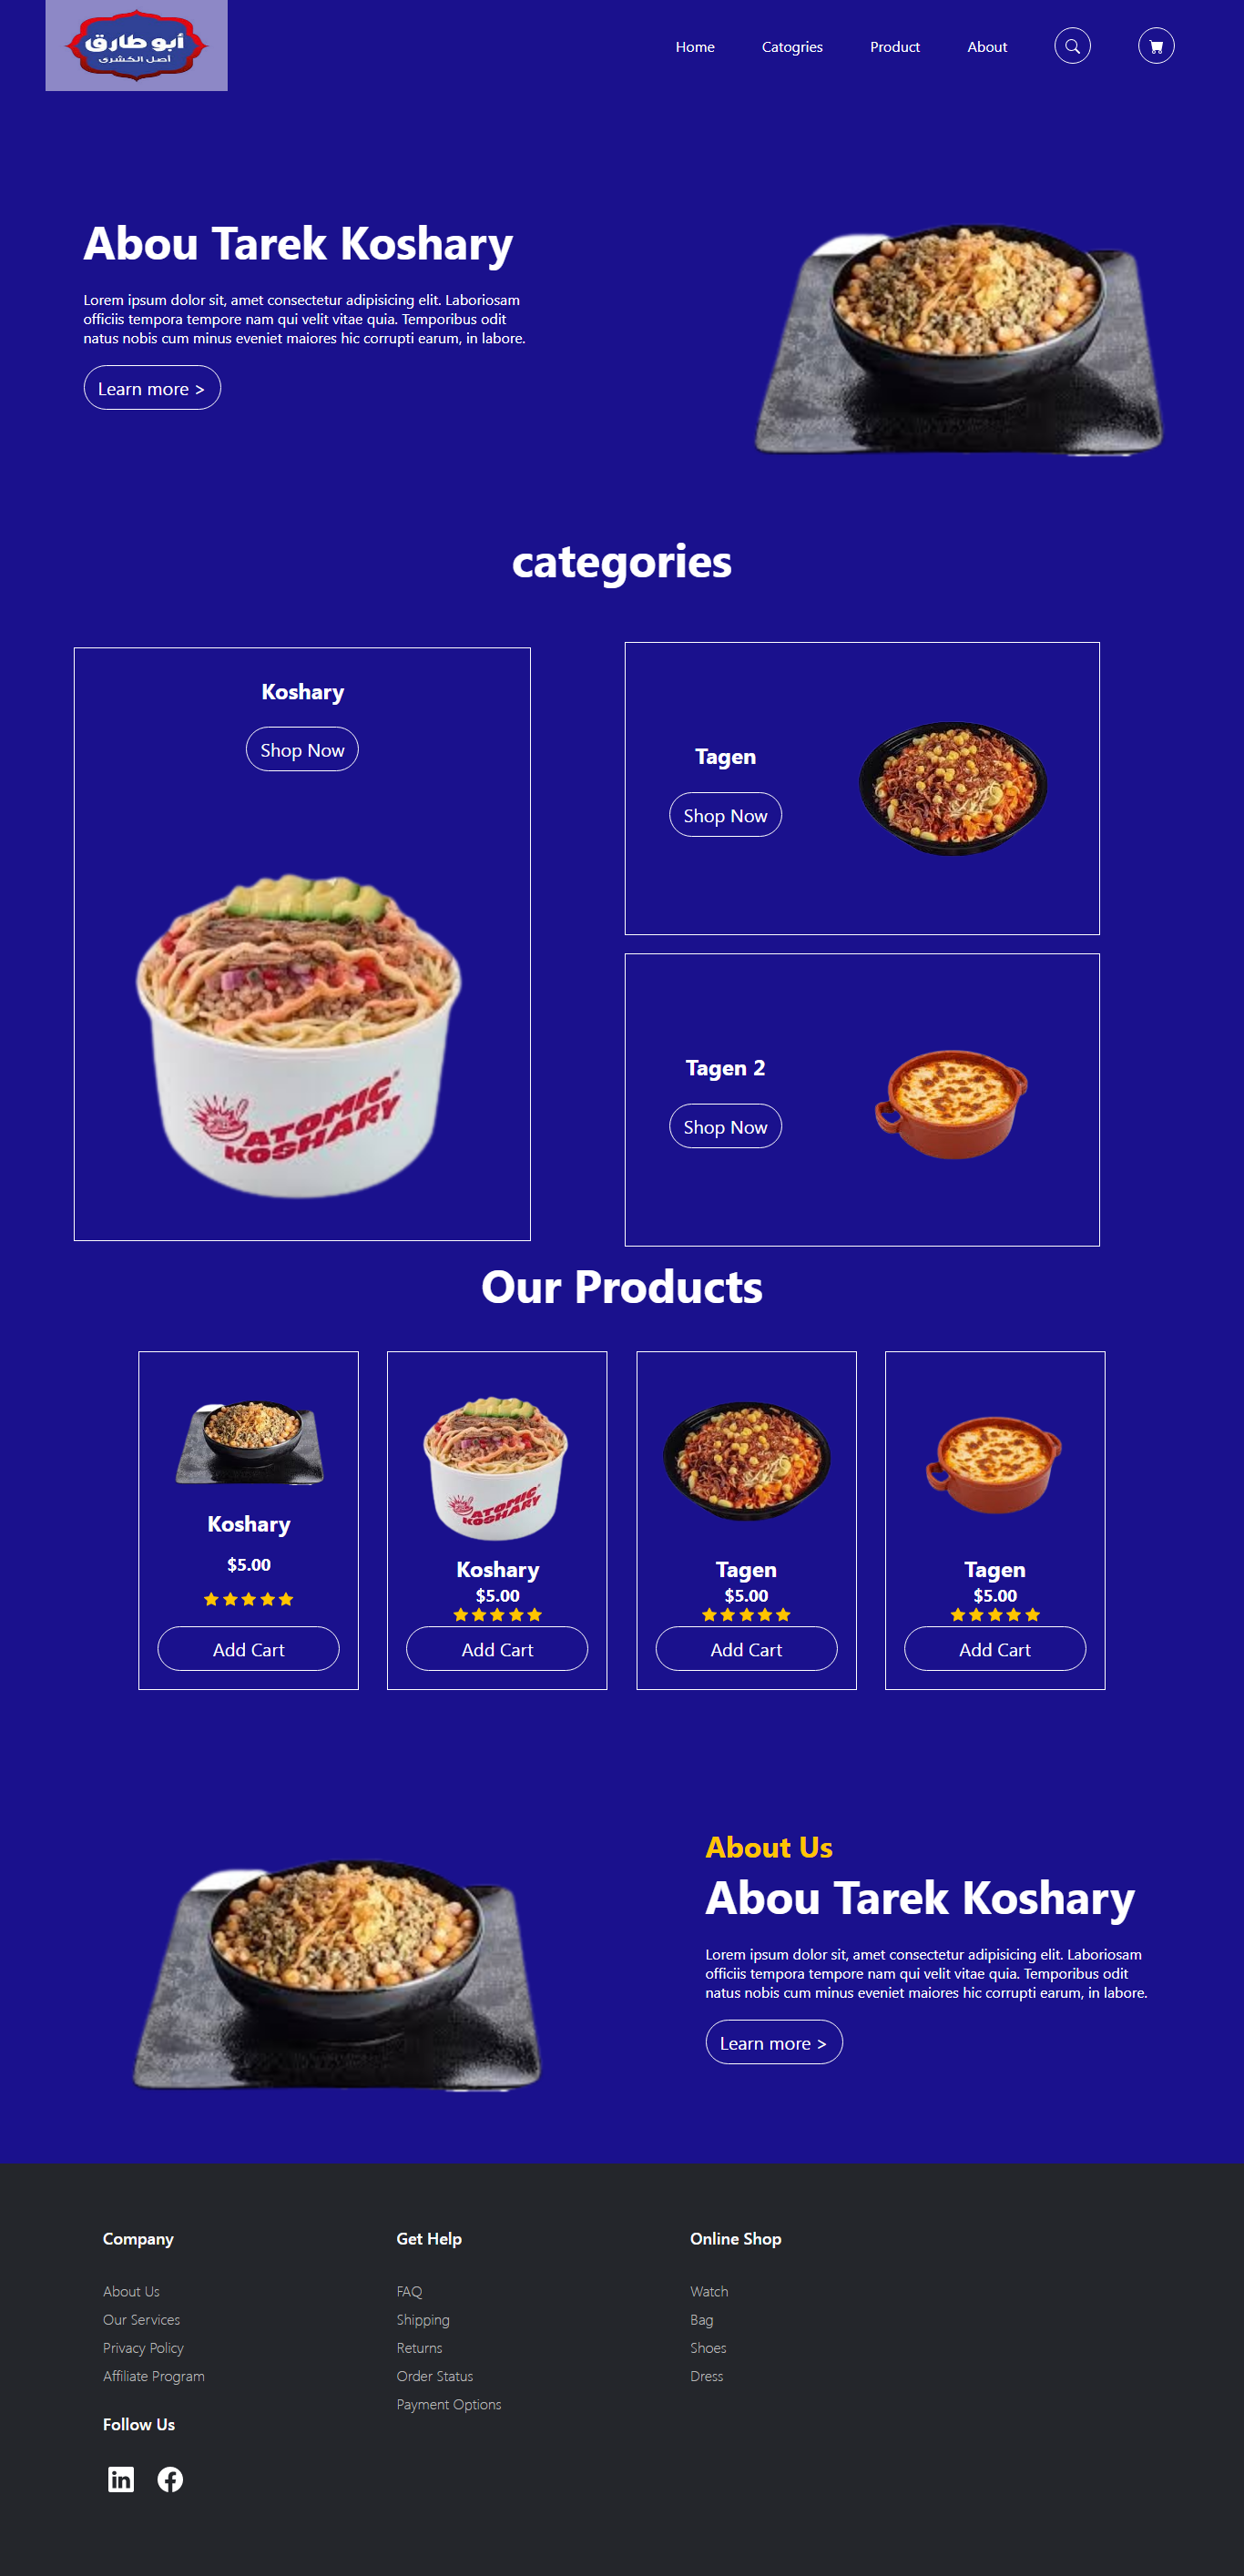 أبو طارق
أصل الكشرى
Home
Catogries
Product
About
Abou Tarek Koshary
Lorem ipsum dolor sit, amet consectetur adipisicing elit. Laboriosam
officiis tempora tempore nam qui velit vitae quia. Temporibus odit
natus nobis cum minus eveniet maiores hic corrupti earum, in labore.
Learn more >
categories
Koshary
Shop Now
ATOMIC
KOSHARY
Tagen
Shop Now
Tagen 2
Shop Now
Our Products
Koshary
$5.00
Add Cart
ATOMIC
KOSHARY
Koshary
$5.00
Add Cart
Tagen
$5.00
Add Cart
Tagen
$5.00
Add Cart
About Us
Abou Tarek Koshary
Lorem ipsum dolor sit, amet consectetur adipisicing elit. Laboriosam
officiis tempora tempore nam qui velit vitae quia. Temporibus odit
natus nobis cum minus eveniet maiores hic corrupti earum, in labore.
Learn more >
Company
About Us
Our Services
Privacy Policy
Affiliate Program
Follow Us
in
f
Get Help
FAQ
Shipping
Returns
Order Status
Payment Options
Online Shop
Watch
Bag
Shoes
Dress